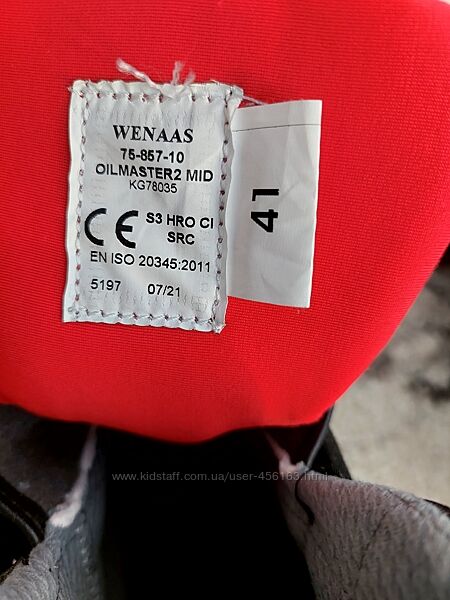 WENAAS
75-857-10
OILMASTER2 MID
KG78035
CE S3 HRO CI
SRC
EN ISO 20345:2011
5197 07/21
41
www.kidstaff.com.ua/user-456163.html